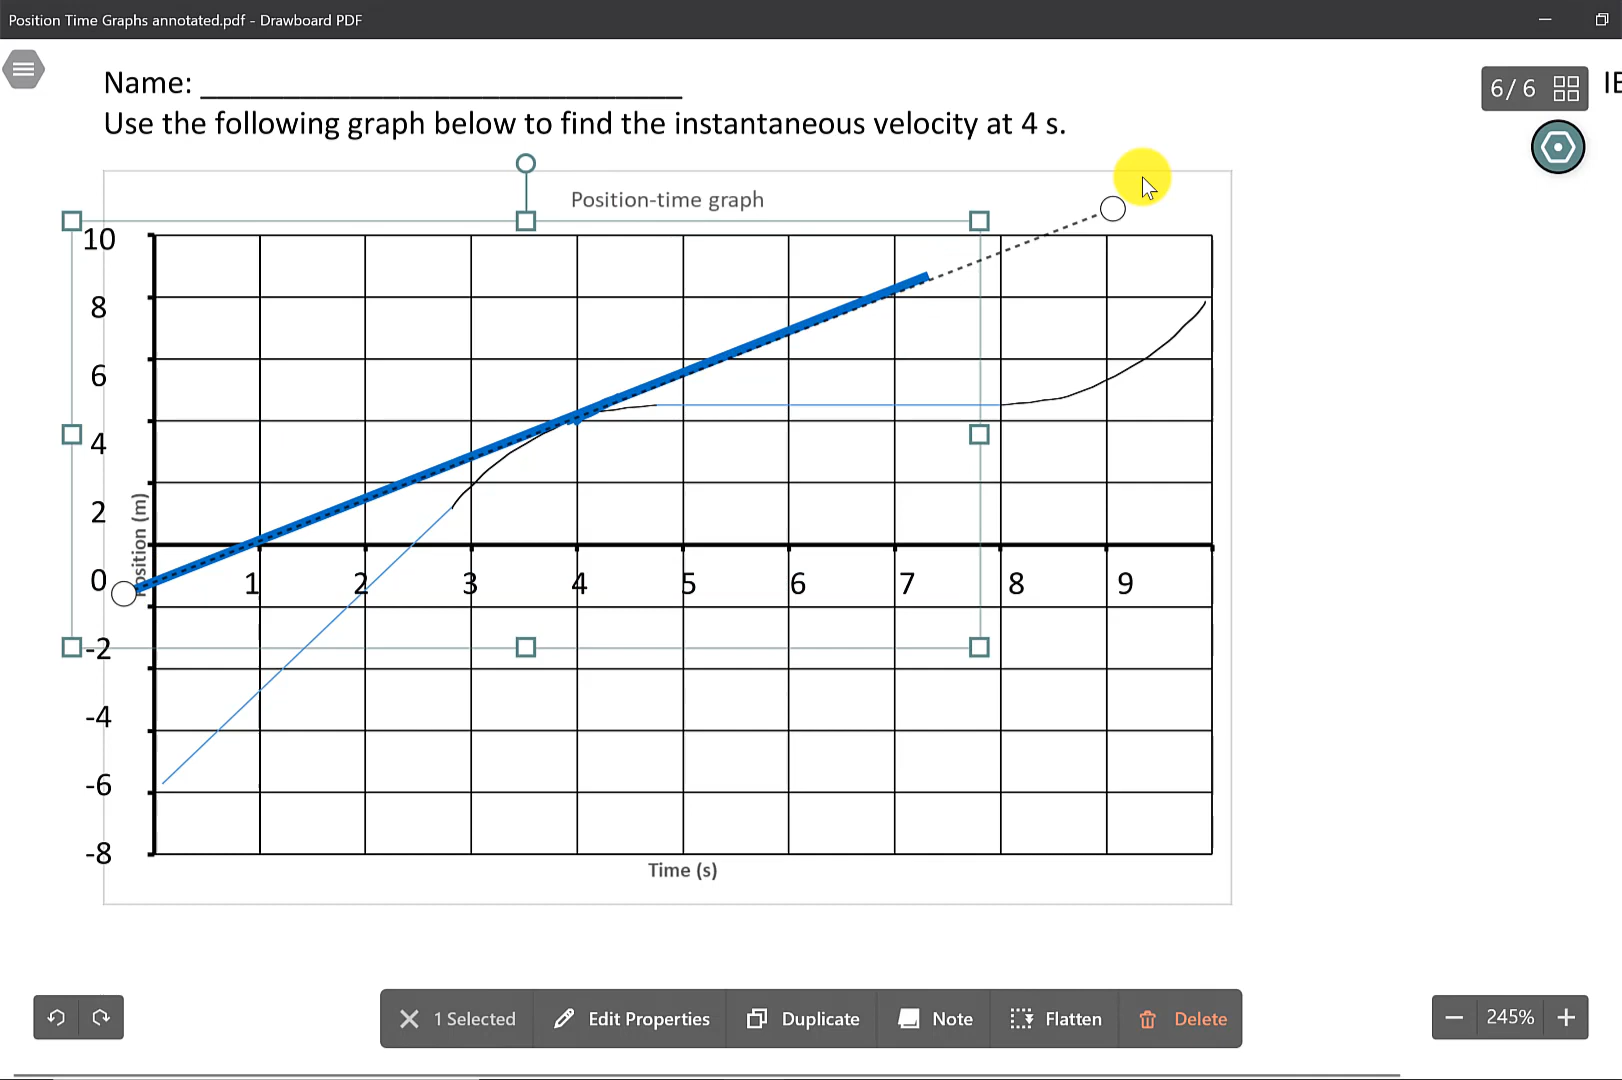 Position Time Graphs annotated.pdf - Drawboard PDF
Name: ______________________________
6 / 6
IE
Use the following graph below to find the instantaneous velocity at 4 s.
Position-time graph
10
8
6
4
2
0
-2
-4
-6
-8
Position (m)
1 2 3 4 5 6 7 8 9
Time (s)
1 Selected Edit Properties Duplicate Note Flatten Delete
245%